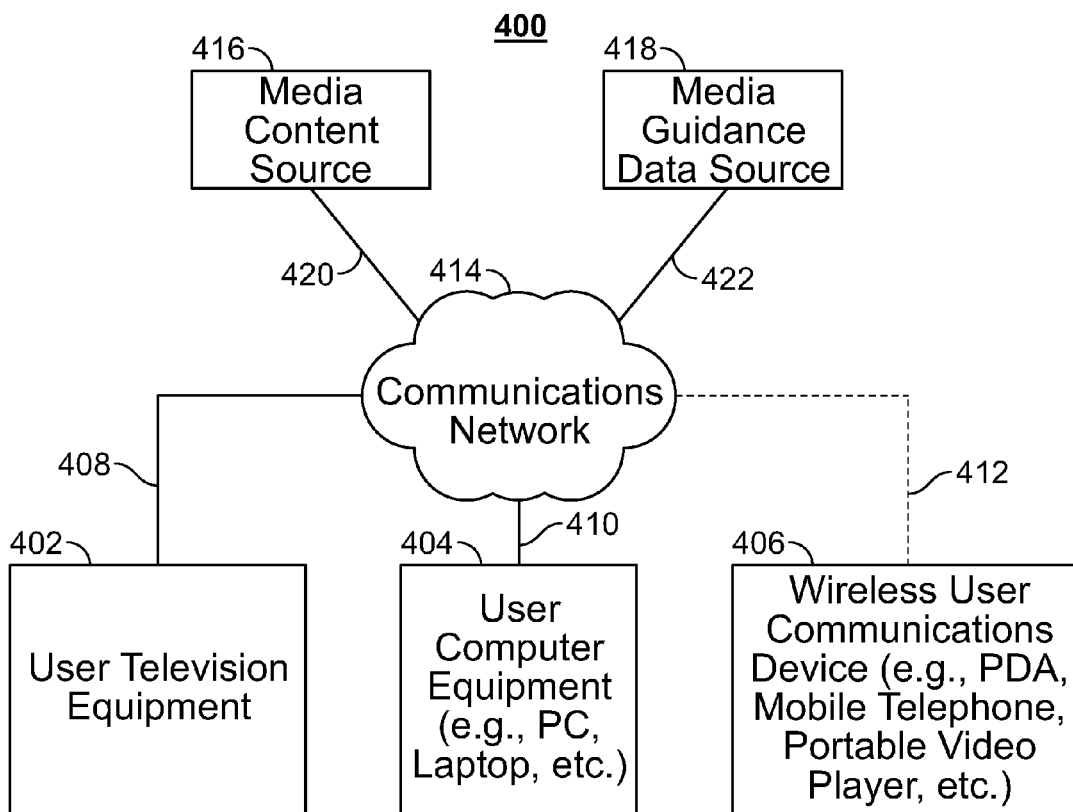 400
416
Media
Content
Source
418
Media
Guidance
Data Source
420
414
422
Communications
Network
408
412
410
402
User Television
Equipment
404
User
Computer
Equipment
(e.g., PC,
Laptop, etc.)
406
Wireless User
Communications
Device (e.g., PDA,
Mobile Telephone,
Portable Video
Player, etc.)